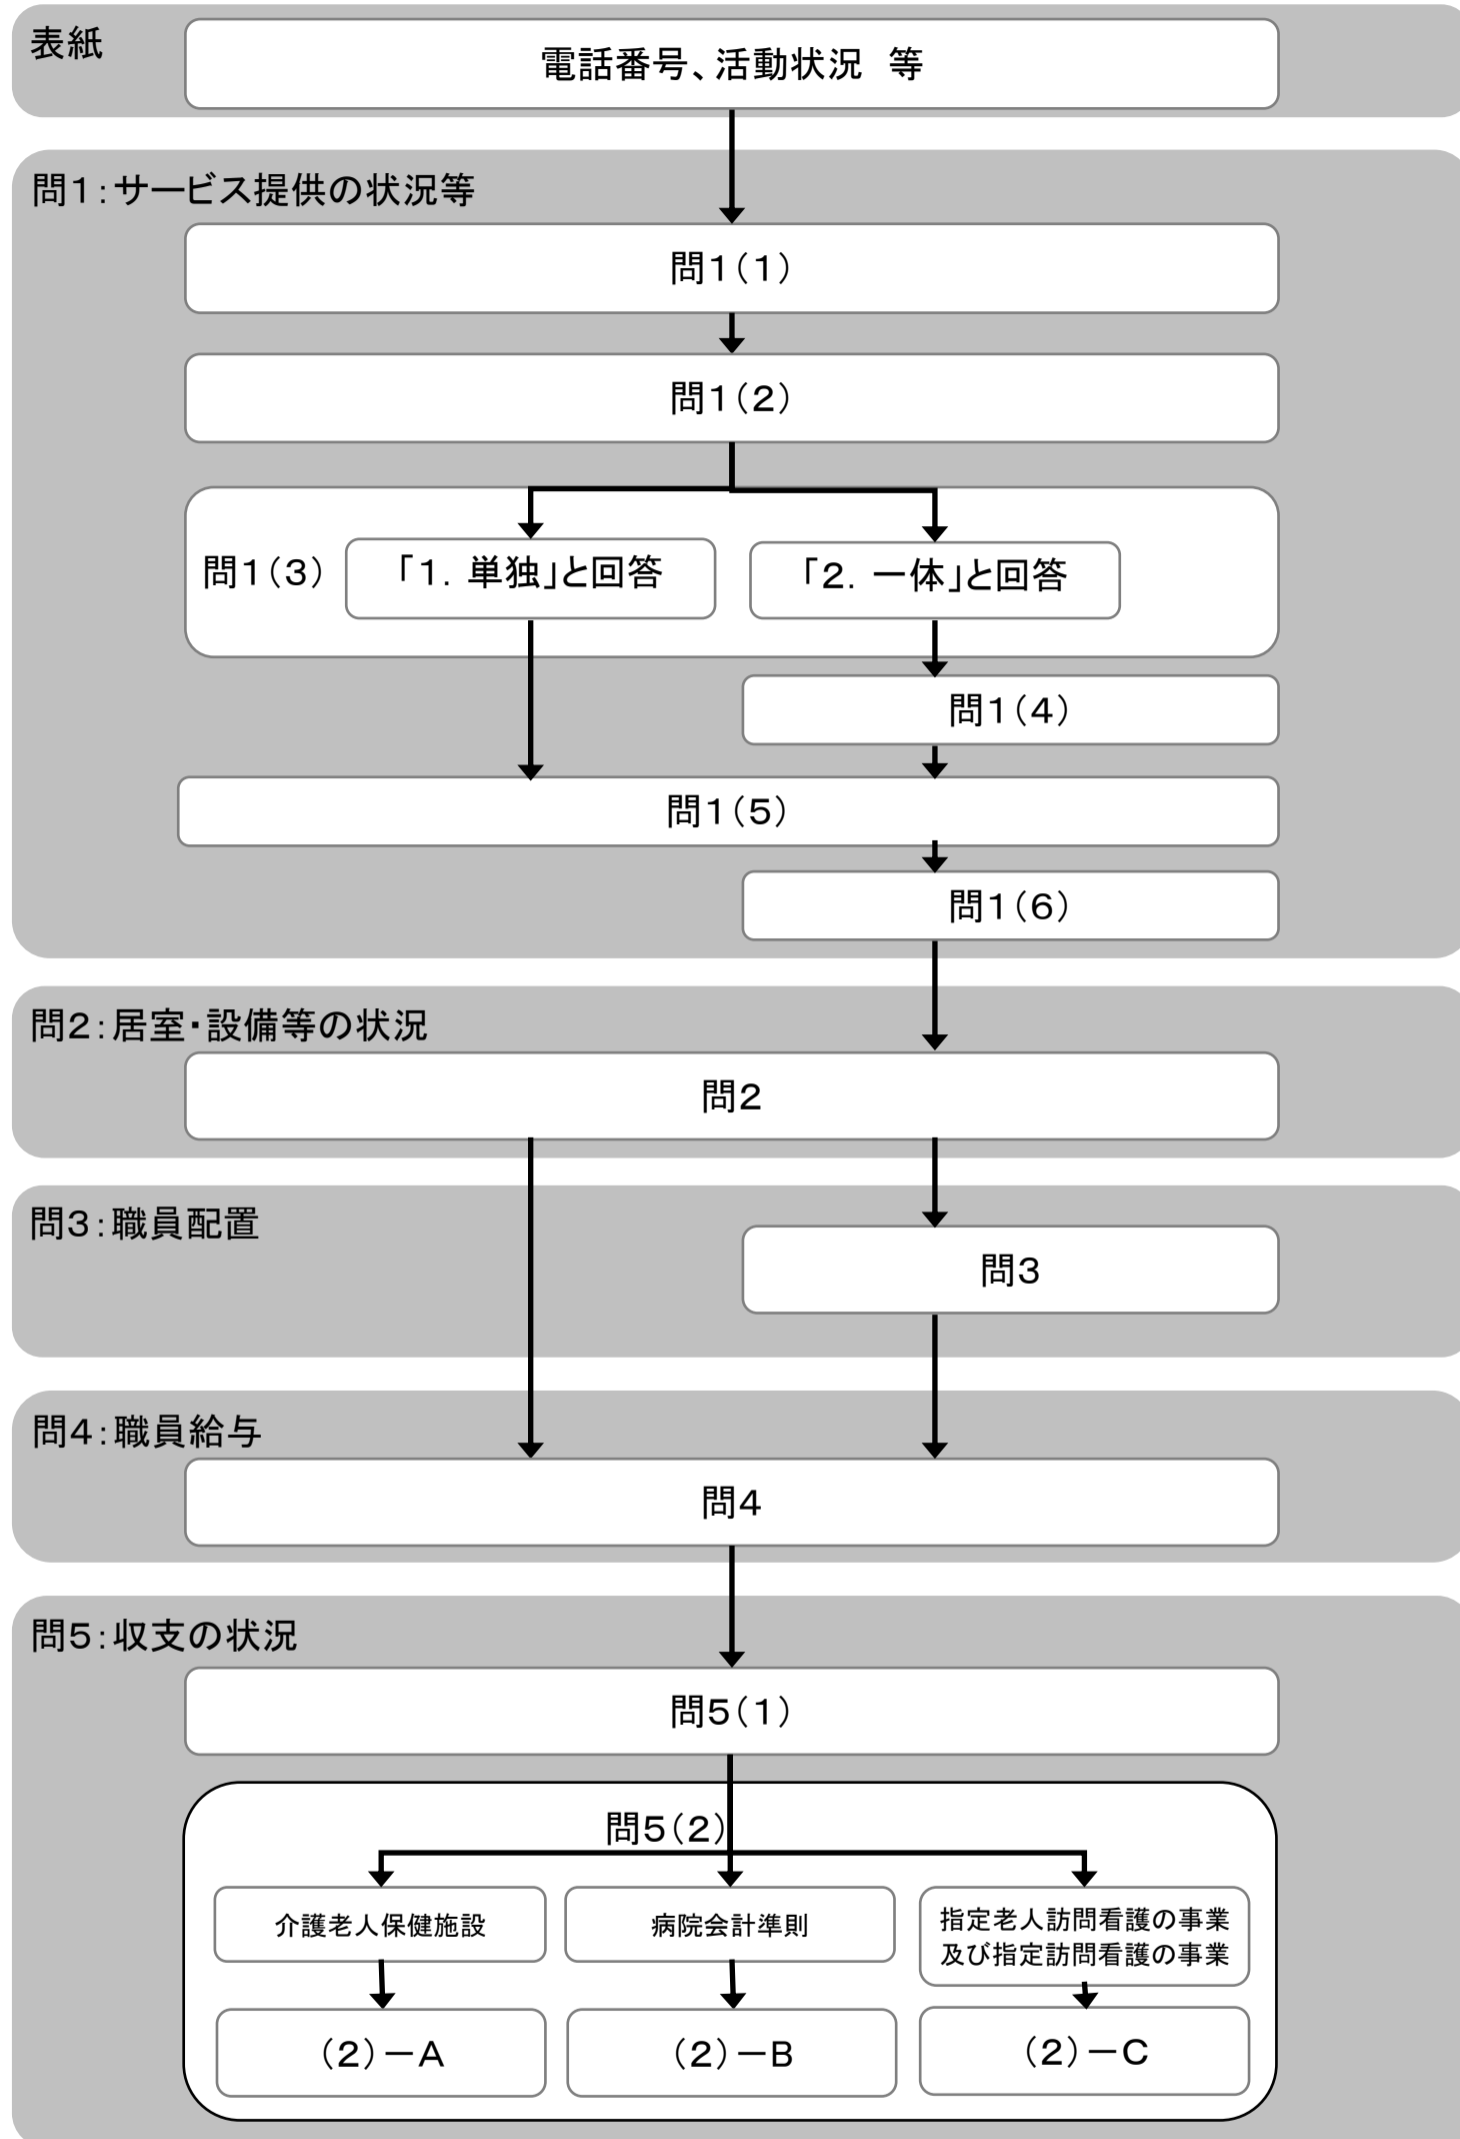 表紙
電話番号、活動状況　等
問１：サービス提供の状況等
問１（１）
問１（２）
問１（３）
「１．単独」と回答
「２．一体」と回答
問１（４）
問１（５）
問１（６）
問２：居室・設備等の状況
問２
問３：職員配置
問３
問４：職員給与
問４
問５：収支の状況
問５（１）
問５（２）
介護老人保健施設
病院会計準則
指定老人訪問看護の事業
及び指定訪問看護の事業
（２）－Ａ
（２）－Ｂ
（２）－Ｃ